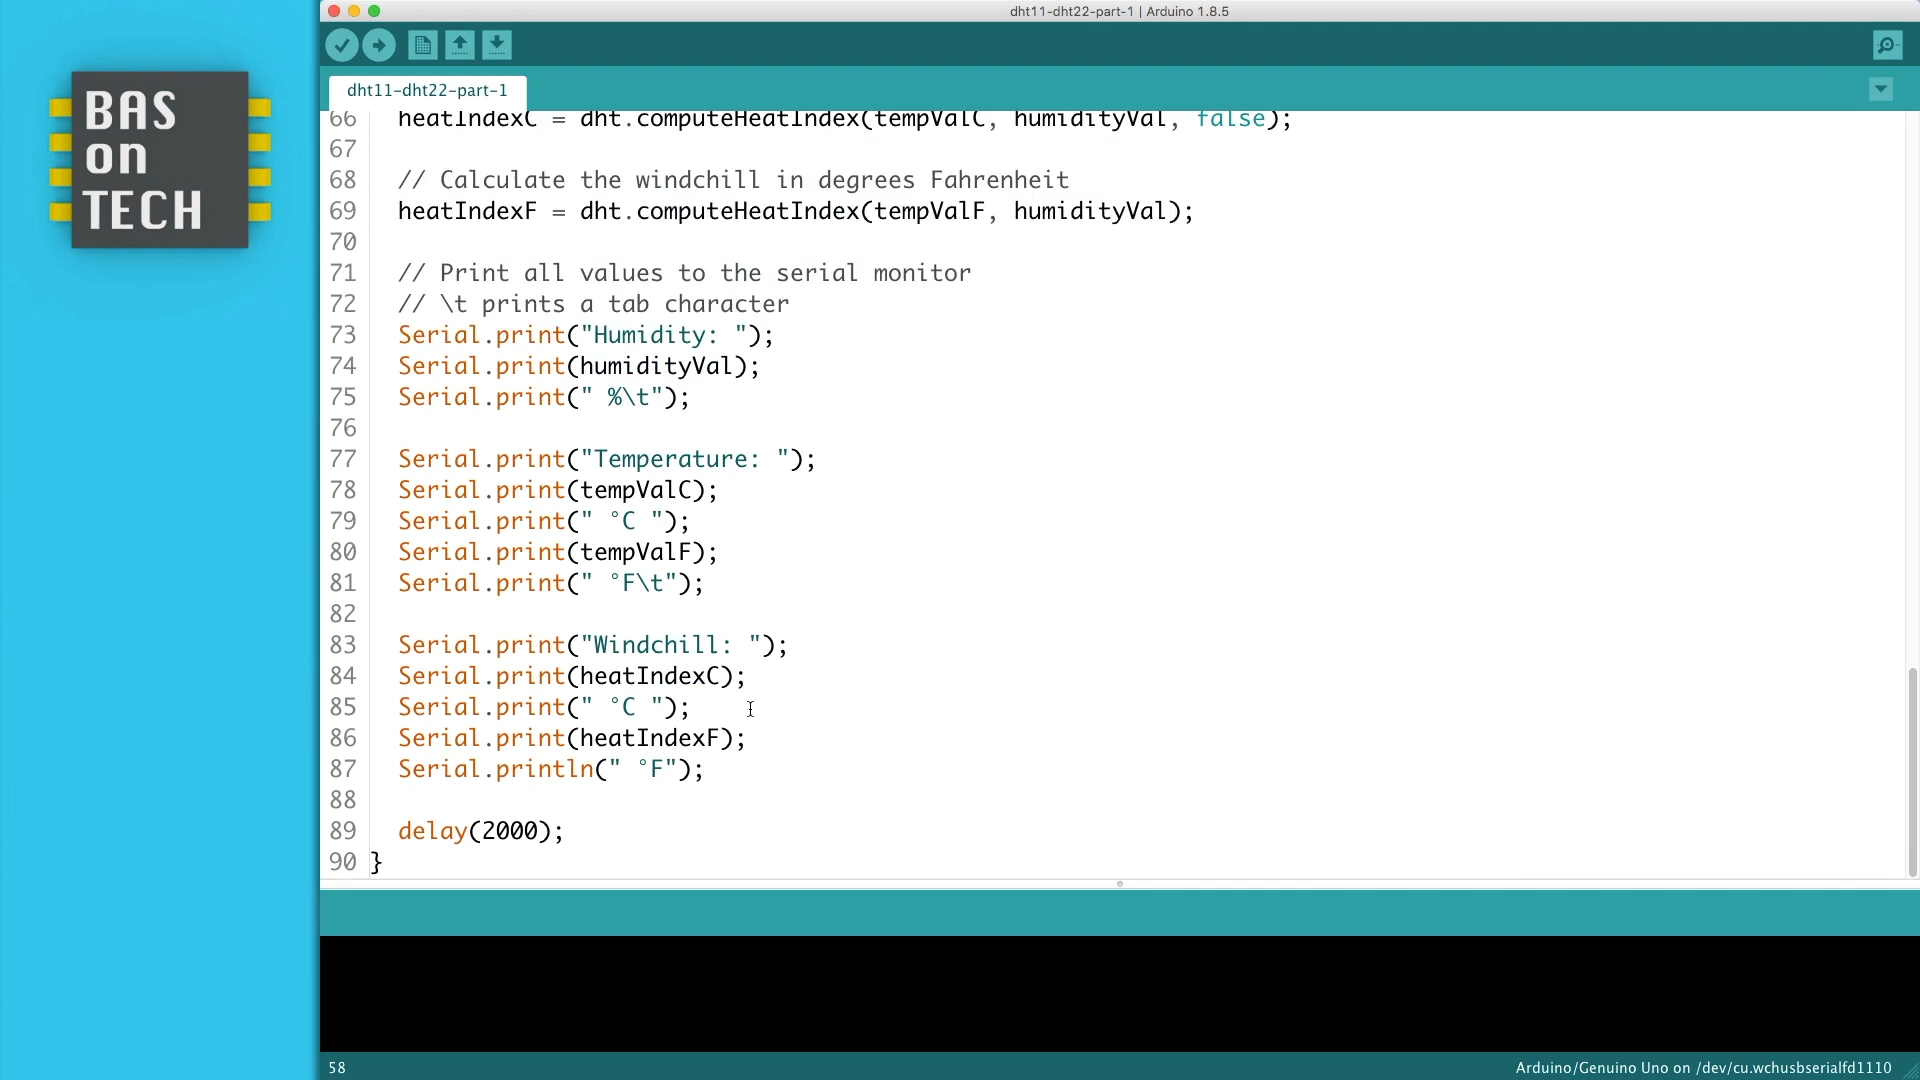 dht11-dht22-part-1 | Arduino 1.8.5
BAS
on
TECH
dht11-dht22-part-1
66 heatIndexC = dht.computeHeatIndex(tempValC, humidityVal, false);
67
68 // Calculate the windchill in degrees Fahrenheit
69 heatIndexF = dht.computeHeatIndex(tempValF, humidityVal);
70
71 // Print all values to the serial monitor
72 // \t prints a tab character
73 Serial.print("Humidity: ");
74 Serial.print(humidityVal);
75 Serial.print(" %\t");
76
77 Serial.print("Temperature: ");
78 Serial.print(tempValC);
79 Serial.print(" °C ");
80 Serial.print(tempValF);
81 Serial.print(" °F\t");
82
83 Serial.print("Windchill: ");
84 Serial.print(heatIndexC);
85 Serial.print(" °C ");
86 Serial.print(heatIndexF);
87 Serial.println(" °F");
88
89 delay(2000);
90 }
58
Arduino/Genuino Uno on /dev/cu.wchusbserialfd1110